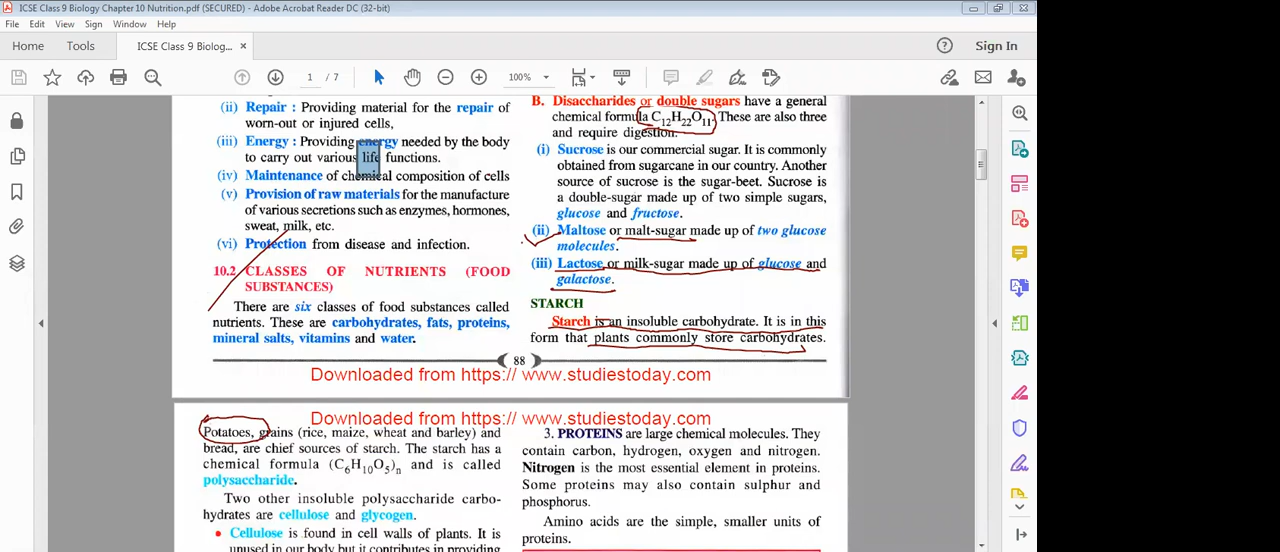 ICSE Class 9 Biology Chapter 10 Nutrition.pdf (SECURED) - Adobe Acrobat Reader DC (32-bit)
File Edit View Sign Window Help
Home Tools ICSE Class 9 Biolog... × Sign In
1 / 7 100%
(ii) Repair : Providing material for the repair of
worn-out or injured cells,
(iii) Energy : Providing energy needed by the body
to carry out various life functions.
(iv) Maintenance of chemical composition of cells
(v) Provision of raw materials for the manufacture
of various secretions such as enzymes, hormones,
sweat, milk, etc.
(vi) Protection from disease and infection.
10.2 CLASSES OF NUTRIENTS (FOOD
SUBSTANCES)
There are six classes of food substances called
nutrients. These are carbohydrates, fats, proteins,
mineral salts, vitamins and water.
B. Disaccharides or double sugars have a general
chemical formula C12H22O11. These are also three
and require digestion.
(i) Sucrose is our commercial sugar. It is commonly
obtained from sugarcane in our country. Another
source of sucrose is the sugar-beet. Sucrose is
a double-sugar made up of two simple sugars,
glucose and fructose.
(ii) Maltose or malt-sugar made up of two glucose
molecules.
(iii) Lactose or milk-sugar made up of glucose and
galactose.
STARCH
Starch is an insoluble carbohydrate. It is in this
form that plants commonly store carbohydrates.
88
Downloaded from https:// www.studiestoday.com
Downloaded from https:// www.studiestoday.com
Potatoes, grains (rice, maize, wheat and barley) and
bread, are chief sources of starch. The starch has a
chemical formula (C6H10O5)n and is called
polysaccharide.
Two other insoluble polysaccharide carbo-
hydrates are cellulose and glycogen.
• Cellulose is found in cell walls of plants. It is
unused in our body but it contributes in providing
3. PROTEINS are large chemical molecules. They
contain carbon, hydrogen, oxygen and nitrogen.
Nitrogen is the most essential element in proteins.
Some proteins may also contain sulphur and
phosphorus.
Amino acids are the simple, smaller units of
proteins.